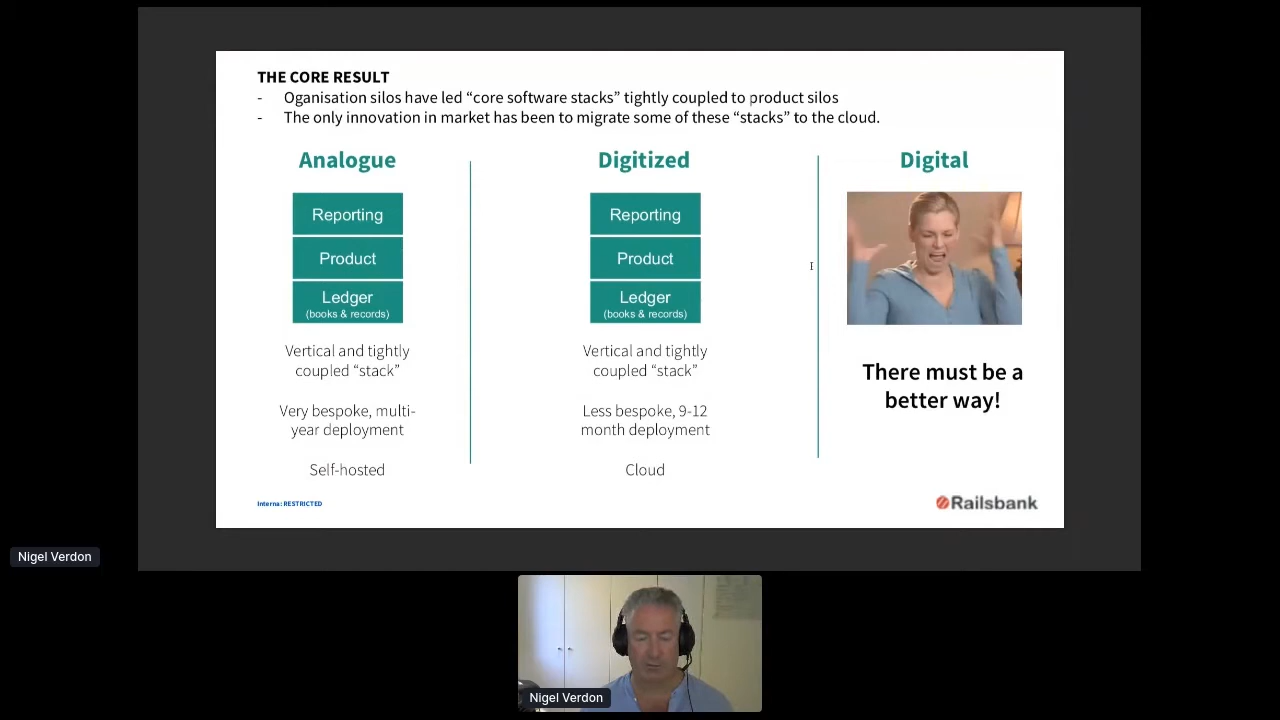 THE CORE RESULT
- Oganisation silos have led “core software stacks” tightly coupled to product silos
- The only innovation in market has been to migrate some of these “stacks” to the cloud.
Analogue
Reporting
Product
Ledger
(books & records)
Vertical and tightly
coupled “stack”
Very bespoke, multi-
year deployment
Self-hosted
Digitized
Reporting
Product
Ledger
(books & records)
Vertical and tightly
coupled “stack”
Less bespoke, 9-12
month deployment
Cloud
Digital
There must be a
better way!
Interna: RESTRICTED
Railsbank
Nigel Verdon
Nigel Verdon